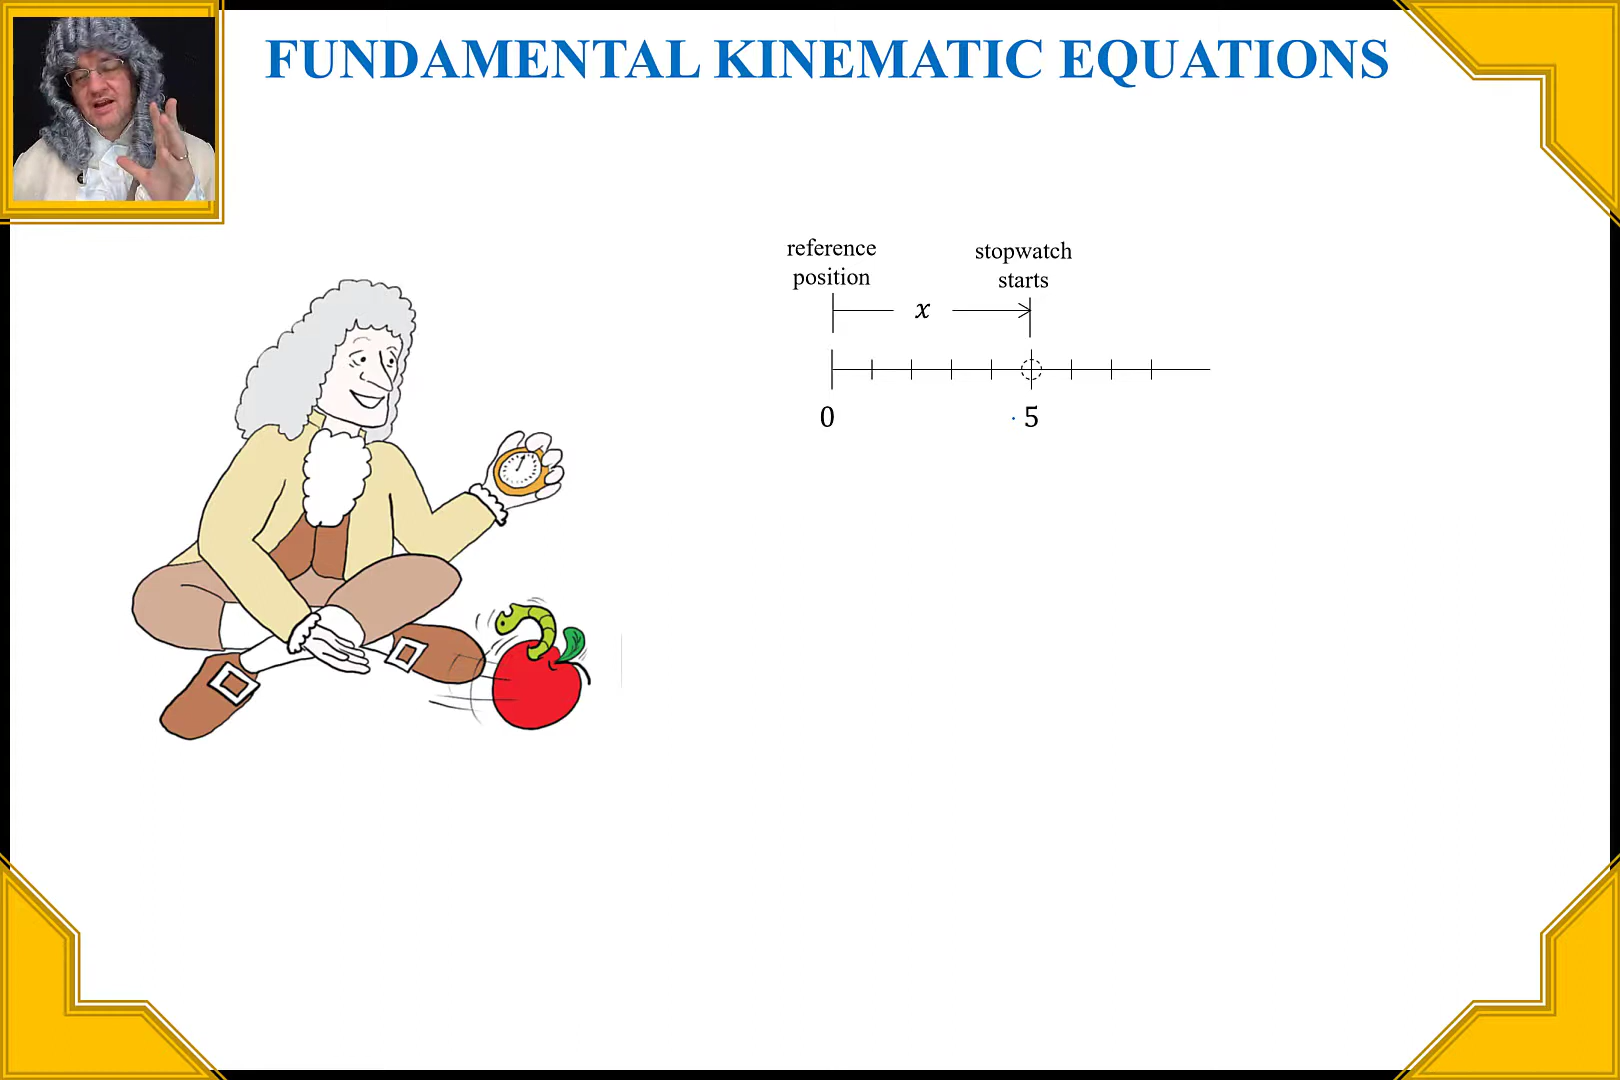 FUNDAMENTAL KINEMATIC EQUATIONS
reference
position
stopwatch
starts
x
0
5